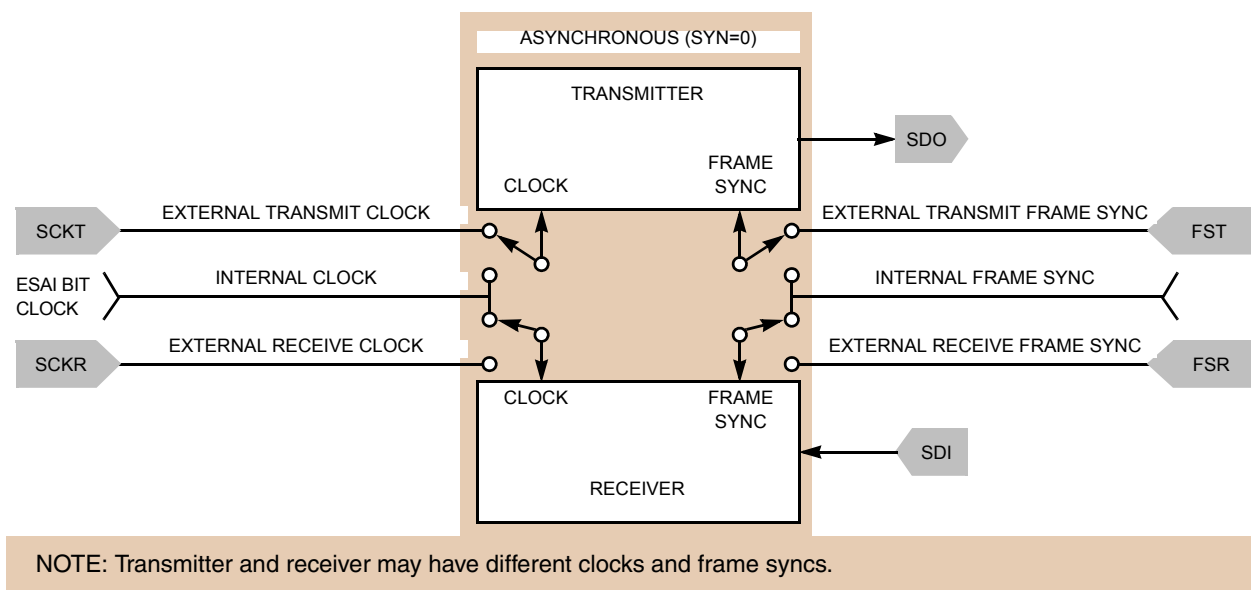 ASYNCHRONOUS (SYN=0)
TRANSMITTER
SDO
FRAME
SYNC
CLOCK
EXTERNAL TRANSMIT CLOCK
EXTERNAL TRANSMIT FRAME SYNC
SCKT
FST
INTERNAL CLOCK
INTERNAL FRAME SYNC
ESAI BIT
CLOCK
EXTERNAL RECEIVE CLOCK
EXTERNAL RECEIVE FRAME SYNC
SCKR
FSR
CLOCK
FRAME
SYNC
SDI
RECEIVER
NOTE: Transmitter and receiver may have different clocks and frame syncs.